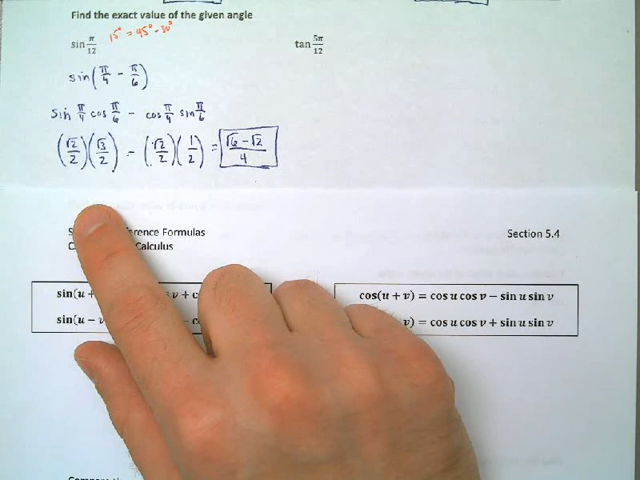 Find the exact value of the given angle
sin π/12 15° = 45° - 30° tan 5π/12
sin(π/4 - π/6)
sin π/4 cos π/6 - cos π/4 sin π/6
(√2/2)(√3/2) - (√2/2)(1/2) = √6 - √2/4
S erence Formulas Section 5.4
C Calculus
sin(u + v + c cos(u + v) = cos u cos v - sin u sin v
sin(u - v - c v) = cos u cos v + sin u sin v